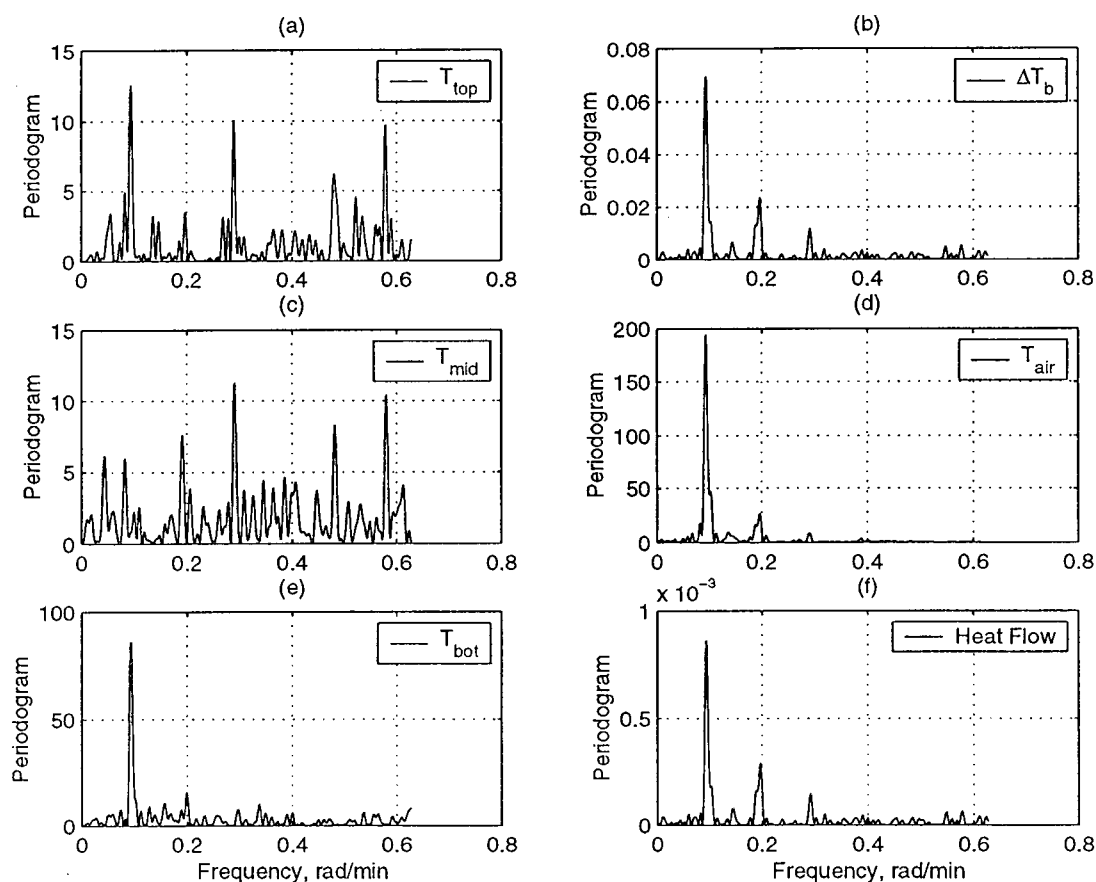 (a)
15
10
5
0
0
0.2
0.4
0.6
0.8
Periodogram
T_top
(b)
0.08
0.06
0.04
0.02
0
0
0.2
0.4
0.6
0.8
Periodogram
ΔT_b
(c)
15
10
5
0
0
0.2
0.4
0.6
0.8
Periodogram
T_mid
(d)
200
150
100
50
0
0
0.2
0.4
0.6
0.8
Periodogram
T_air
(e)
100
50
0
0
0.2
0.4
0.6
0.8
Periodogram
T_bot
Frequency, rad/min
(f)
x 10⁻³
1
0.5
0
0
0.2
0.4
0.6
0.8
Periodogram
Heat Flow
Frequency, rad/min